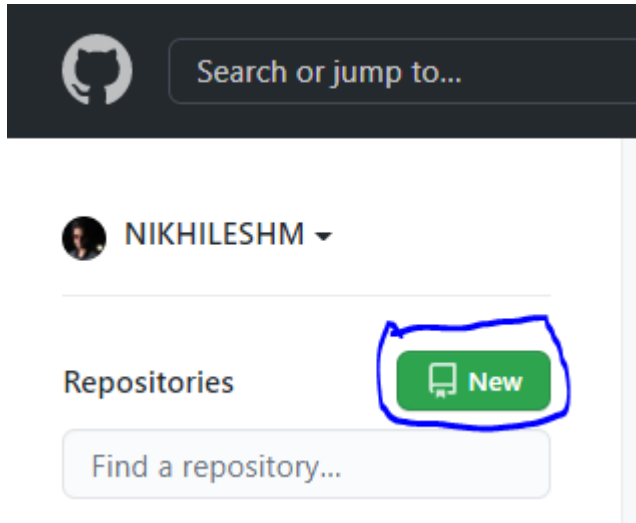 Search or jump to...
NIKHILESHM
Repositories New
Find a repository...